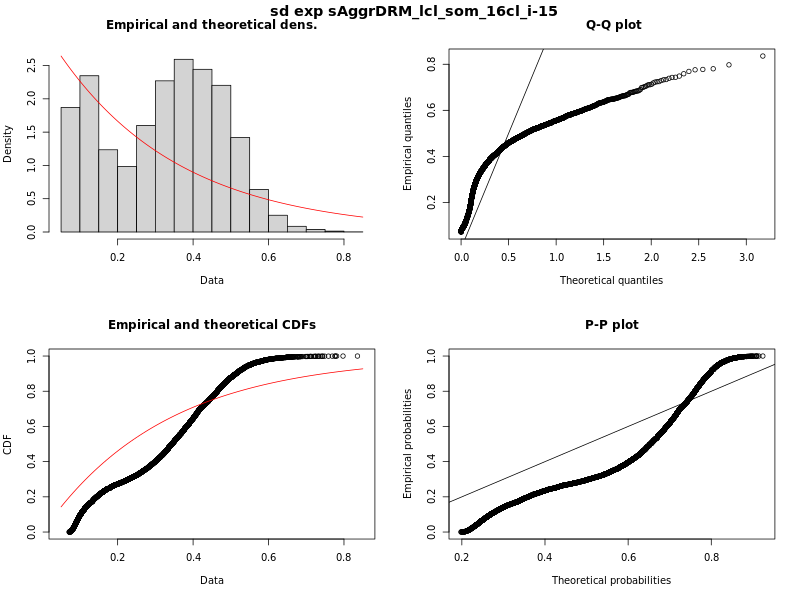 sd exp sAggrDRM_lcl_som_16cl_i-15
Empirical and theoretical dens.
Density
0.0 0.5 1.0 1.5 2.0 2.5
0.2 0.4 0.6 0.8
Data
Q-Q plot
Empirical quantiles
0.2 0.4 0.6 0.8
0.0 0.5 1.0 1.5 2.0 2.5 3.0
Theoretical quantiles
Empirical and theoretical CDFs
CDF
0.0 0.2 0.4 0.6 0.8 1.0
0.2 0.4 0.6 0.8
Data
P-P plot
Empirical probabilities
0.0 0.2 0.4 0.6 0.8 1.0
0.2 0.4 0.6 0.8
Theoretical probabilities